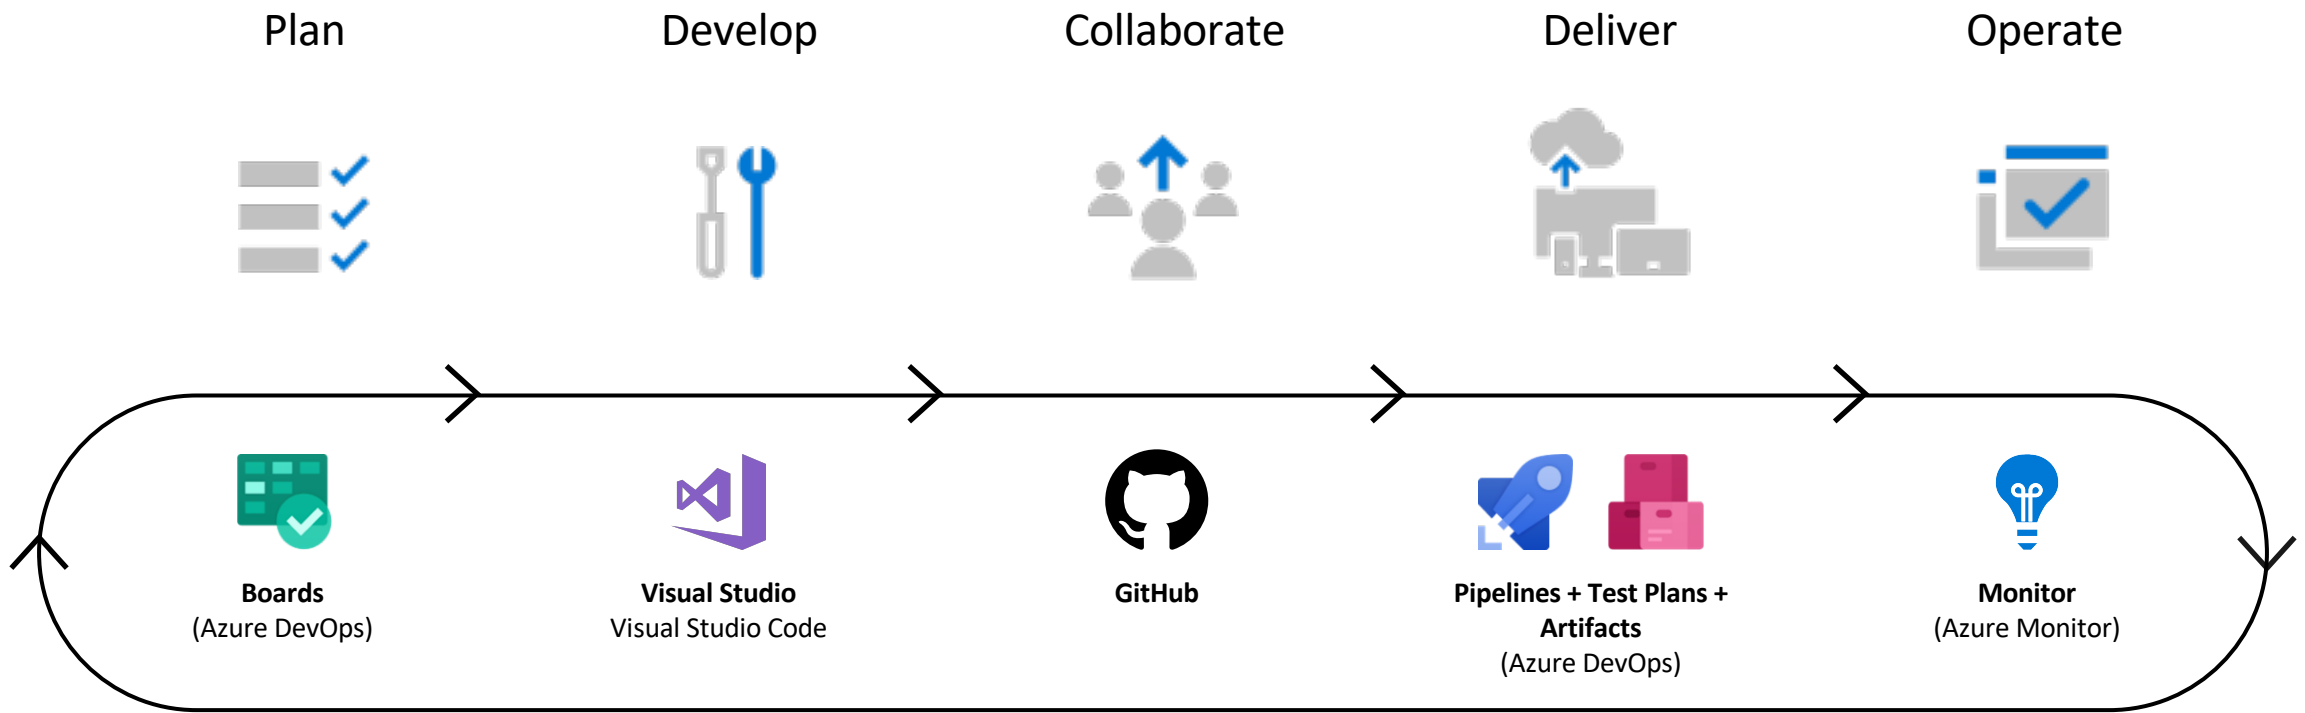 Plan
Develop
Collaborate
Deliver
Operate
Boards
(Azure DevOps)
Visual Studio
Visual Studio Code
GitHub
Pipelines + Test Plans +
Artifacts
(Azure DevOps)
Monitor
(Azure Monitor)